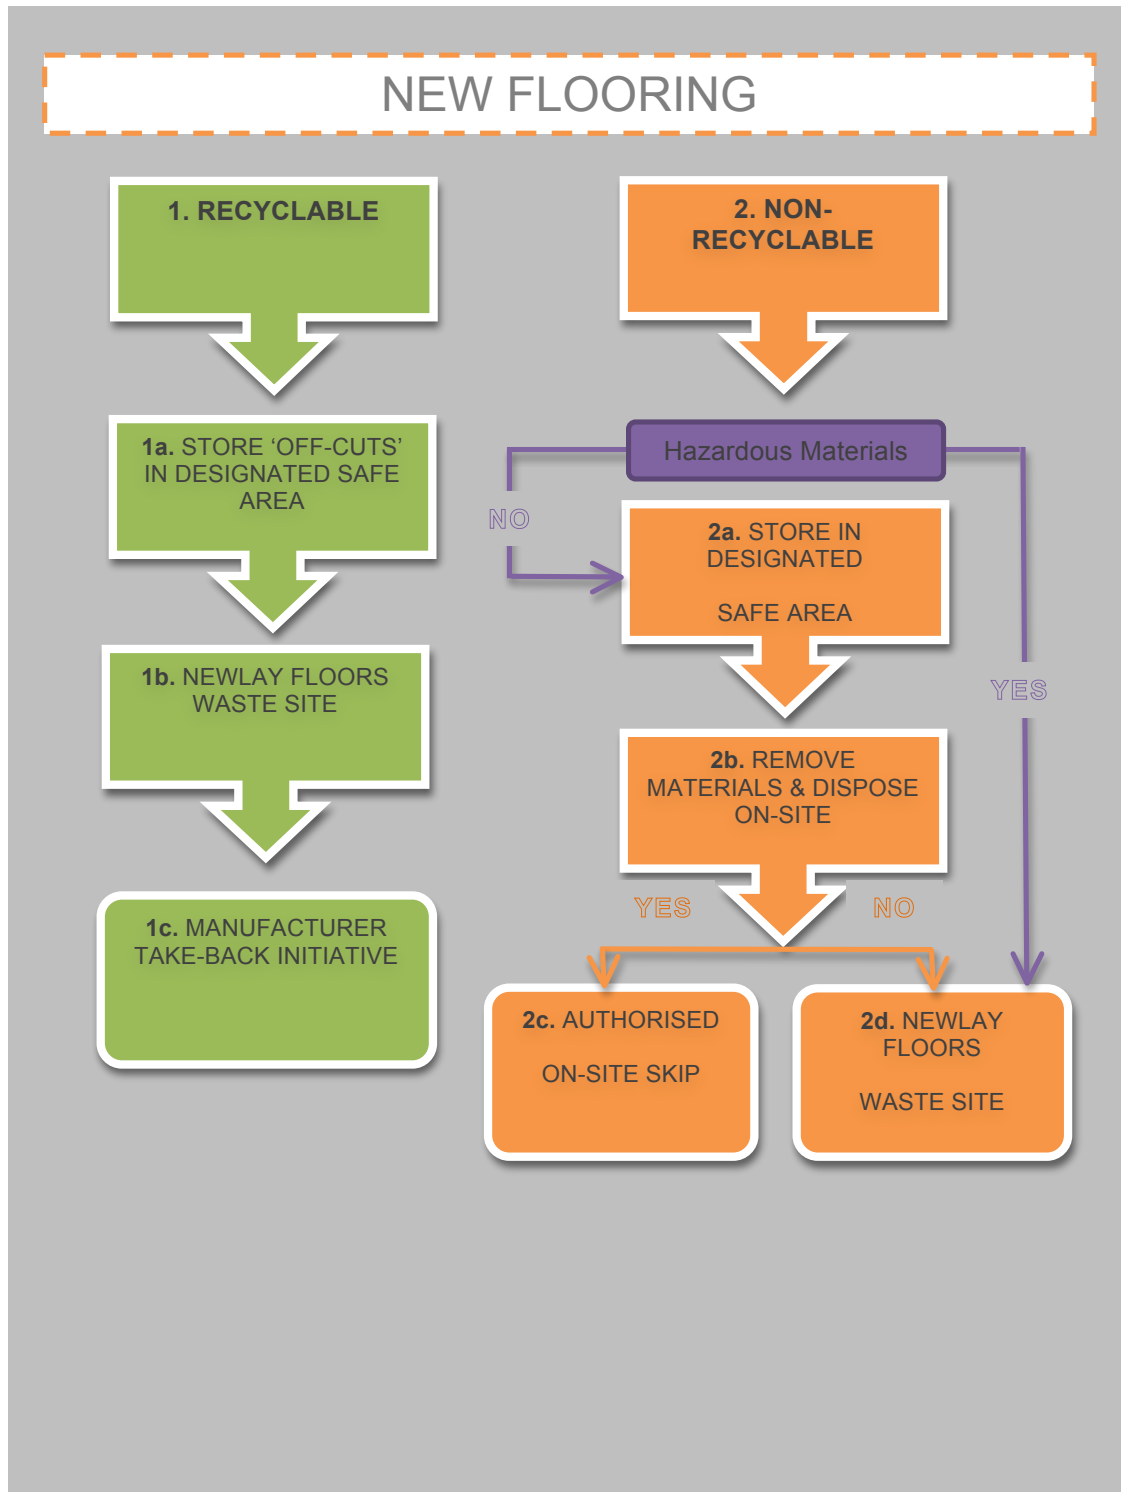 NEW FLOORING
1. RECYCLABLE
1a. STORE ‘OFF-CUTS’
IN DESIGNATED SAFE
AREA
1b. NEWLAY FLOORS
WASTE SITE
1c. MANUFACTURER
TAKE-BACK INITIATIVE
2. NON-
RECYCLABLE
Hazardous Materials
NO
YES
2a. STORE IN
DESIGNATED
SAFE AREA
2b. REMOVE
MATERIALS & DISPOSE
ON-SITE
YES
NO
2c. AUTHORISED
ON-SITE SKIP
2d. NEWLAY
FLOORS
WASTE SITE